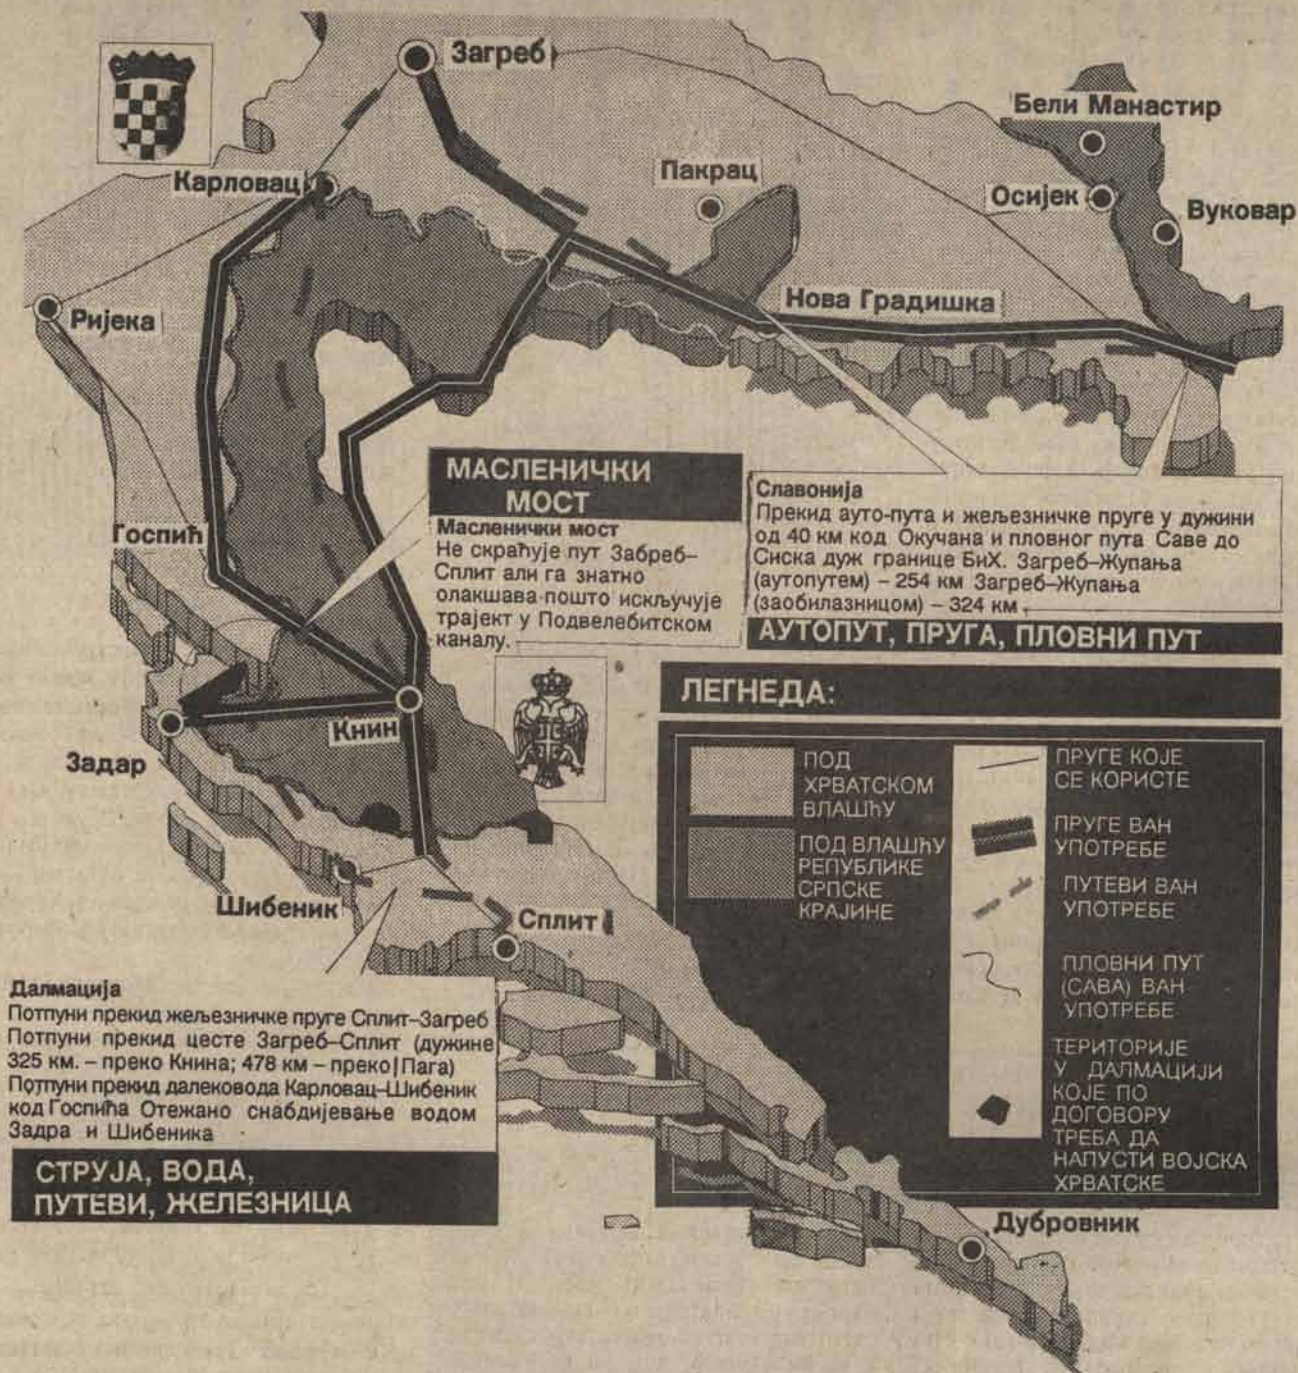 Загреб
Бели Манастир
Карловац
Пакрац
Осијек
Вуковар
Ријека
Нова Градишка
МАСЛЕНИЧКИ
МОСТ
Масленички мост
Не скраћује пут Забреб–
Сплит али га знатно
олакшава пошто искључује
трајект у Подвелебитском
каналу.
Славонија
Прекид ауто-пута и жељезничке пруге у дужини
од 40 км код Окучана и пловног пута Саве до
Сиска дуж границе БиХ. Загреб–Жупања
(аутопутем) – 254 км Загреб–Жупања
(заобилазницом) – 324 км
АУТОПУТ, ПРУГА, ПЛОВНИ ПУТ
Госпић
Задар
Книн
Шибеник
Сплит
ЛЕГНЕДА:
ПОД
ХРВАТСКОМ
ВЛАШЋУ
ПОД ВЛАШЋУ
РЕПУБЛИКЕ
СРПСКЕ
КРАЈИНЕ
ПРУГЕ КОЈЕ
СЕ КОРИСТЕ
ПРУГЕ ВАН
УПОТРЕБЕ
ПУТЕВИ ВАН
УПОТРЕБЕ
ПЛОВНИ ПУТ
(САВА) ВАН
УПОТРЕБЕ
ТЕРИТОРИЈЕ
У ДАЛМАЦИЈИ
КОЈЕ ПО
ДОГОВОРУ
ТРЕБА ДА
НАПУСТИ ВОЈСКА
ХРВАТСКЕ
Далмација
Потпуни прекид жељезничке пруге Сплит–Загреб
Потпуни прекид цесте Загреб–Сплит (дужине
325 км. – преко Книна; 478 км – преко Пага)
Потпуни прекид далековода Карловац–Шибеник
код Госпића Отежано снабдијевање водом
Задра и Шибеника
СТРУЈА, ВОДА,
ПУТЕВИ, ЖЕЛЕЗНИЦА
Дубровник